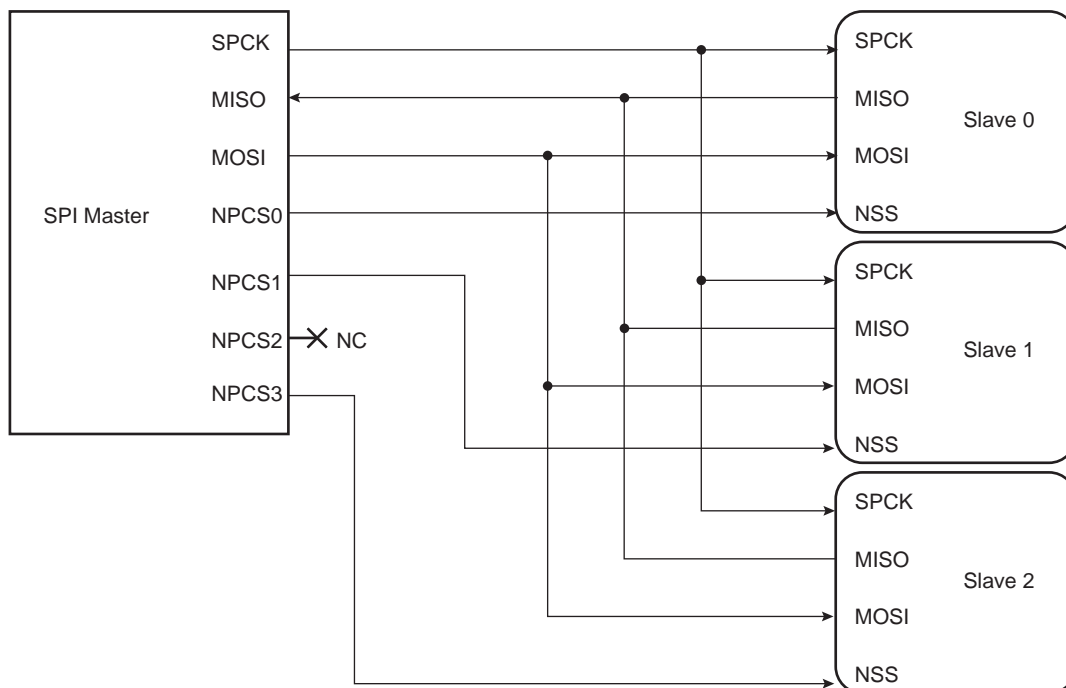 SPI Master
SPCK
MISO
MOSI
NPCS0
NPCS1
NPCS2
NC
NPCS3
SPCK
MISO
Slave 0
MOSI
NSS
SPCK
MISO
Slave 1
MOSI
NSS
SPCK
MISO
Slave 2
MOSI
NSS